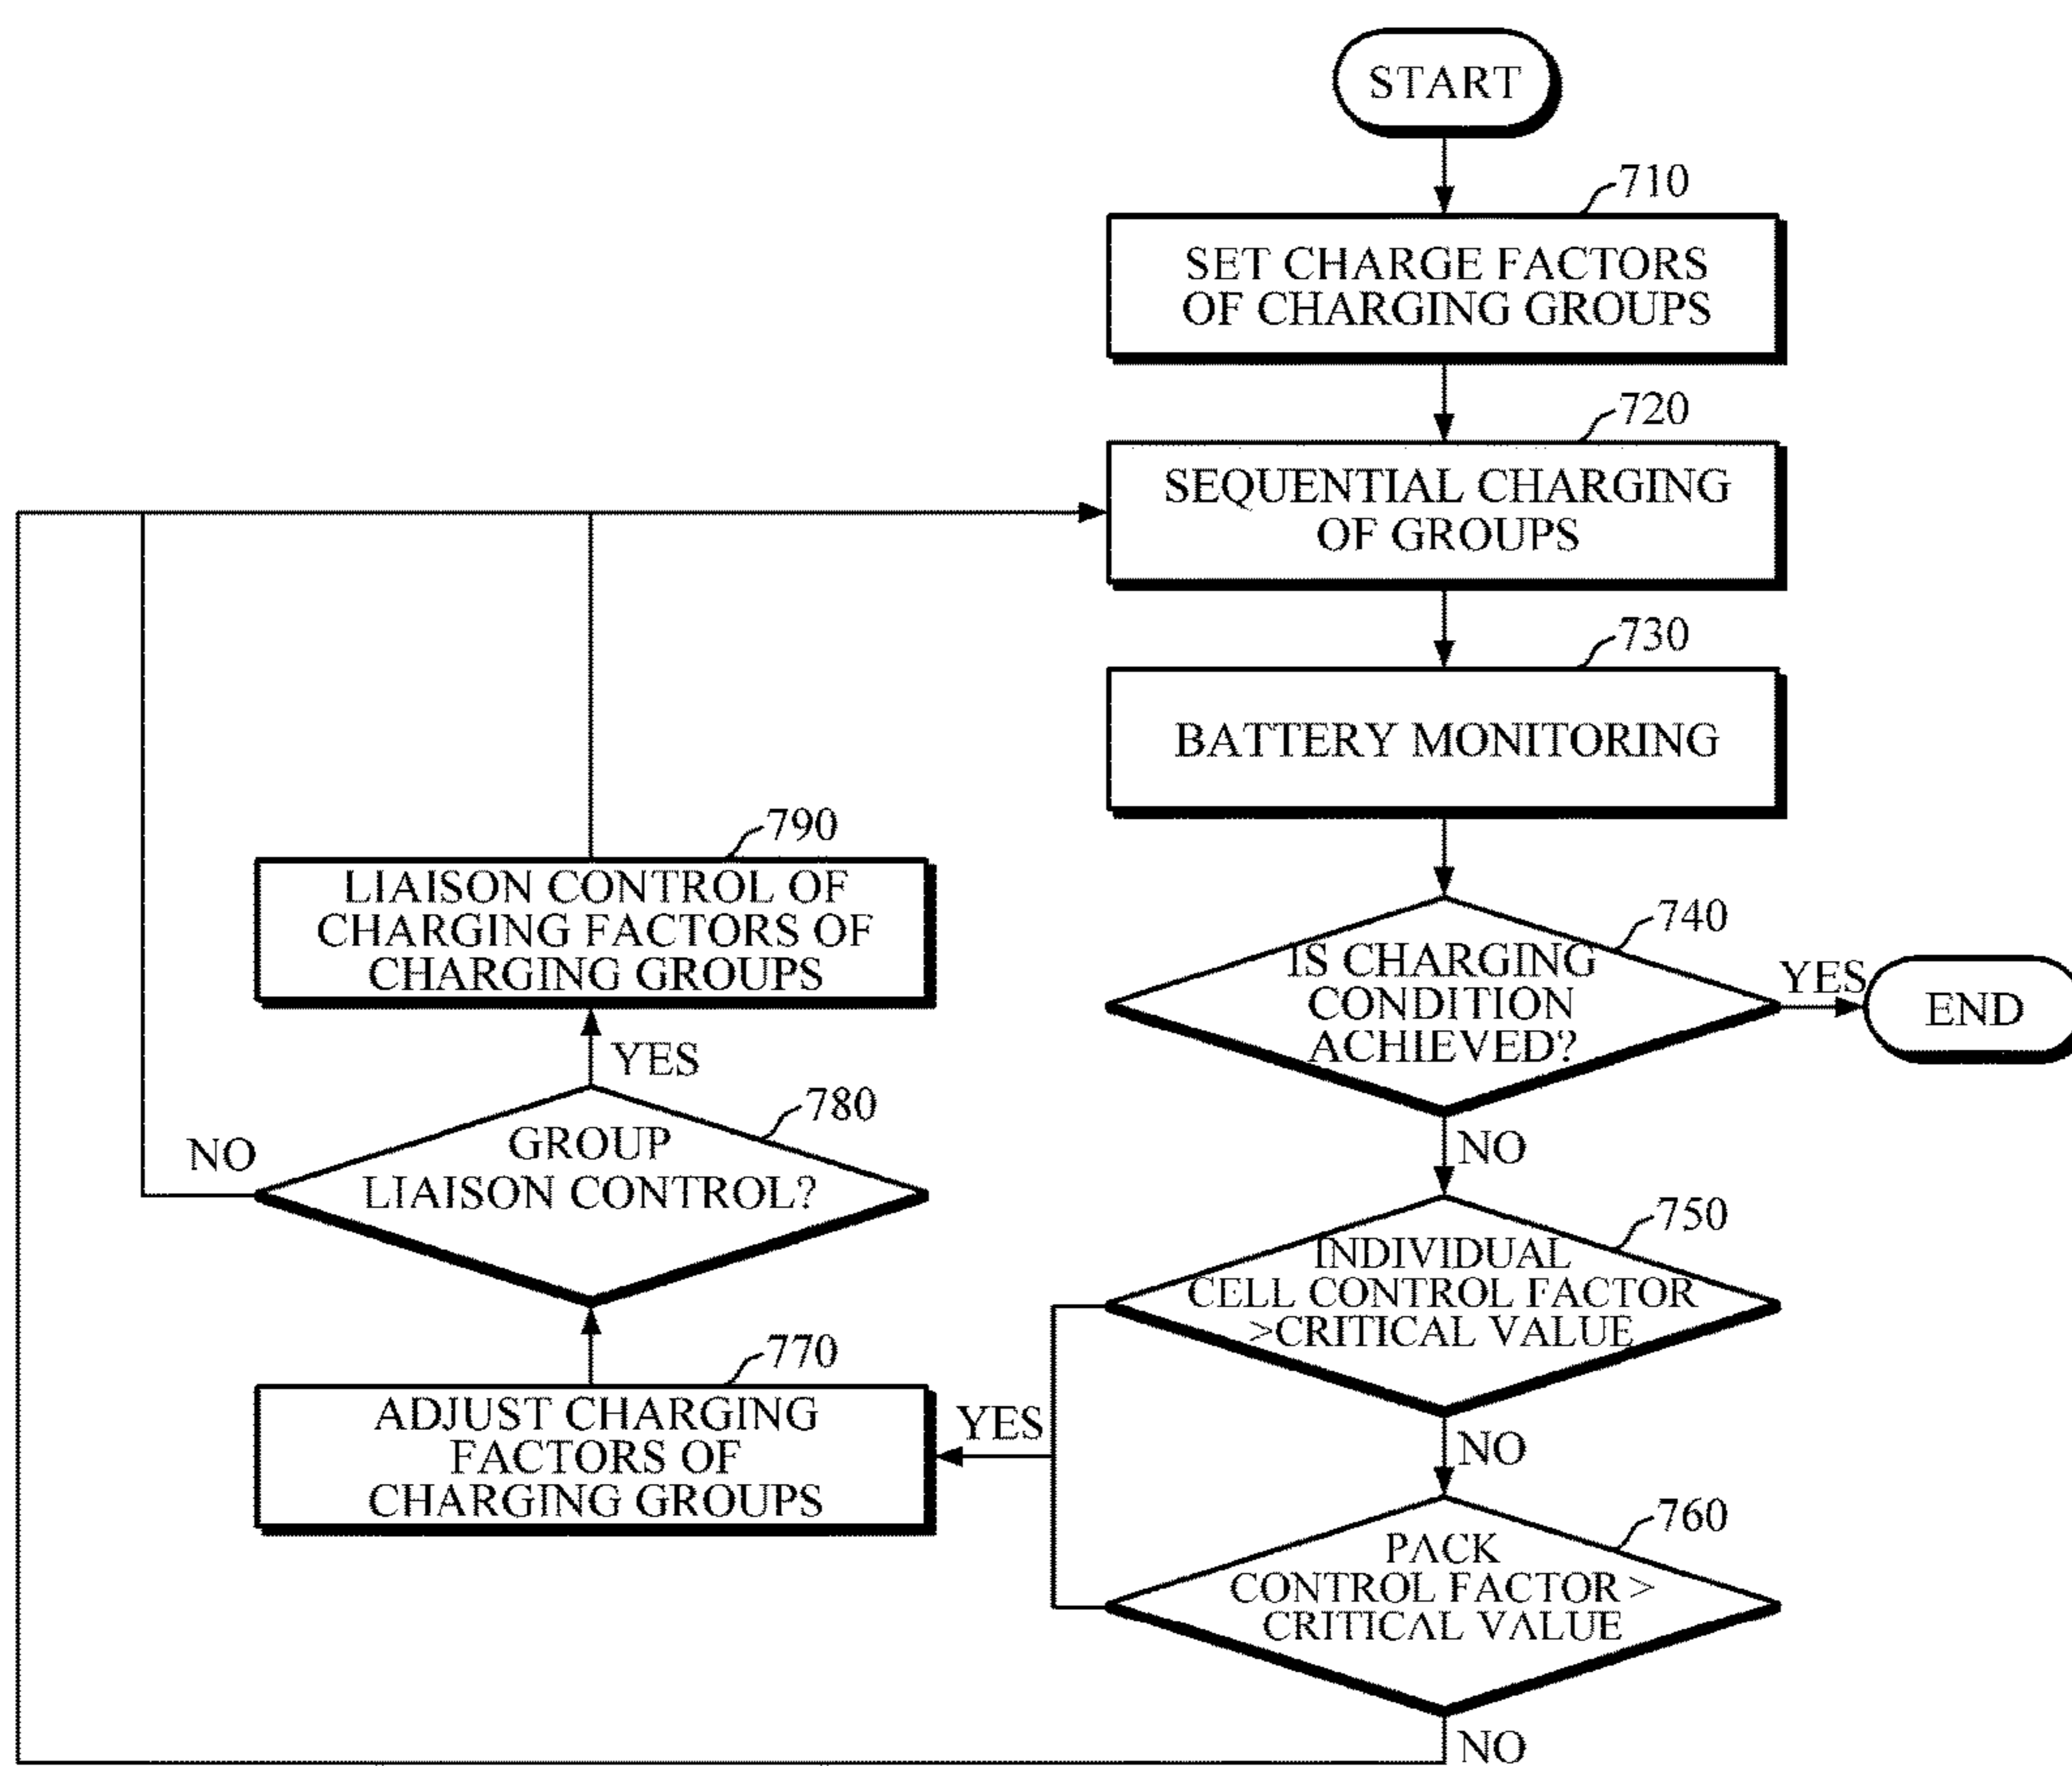 START
710
SET CHARGE FACTORS
OF CHARGING GROUPS
720
SEQUENTIAL CHARGING
OF GROUPS
730
BATTERY MONITORING
740
IS CHARGING
CONDITION
ACHIEVED?
YES
END
NO
750
INDIVIDUAL
CELL CONTROL FACTOR
>CRITICAL VALUE
NO
760
PACK
CONTROL FACTOR >
CRITICAL VALUE
NO
YES
770
ADJUST CHARGING
FACTORS OF
CHARGING GROUPS
780
GROUP
LIAISON CONTROL?
NO
YES
790
LIAISON CONTROL OF
CHARGING FACTORS OF
CHARGING GROUPS